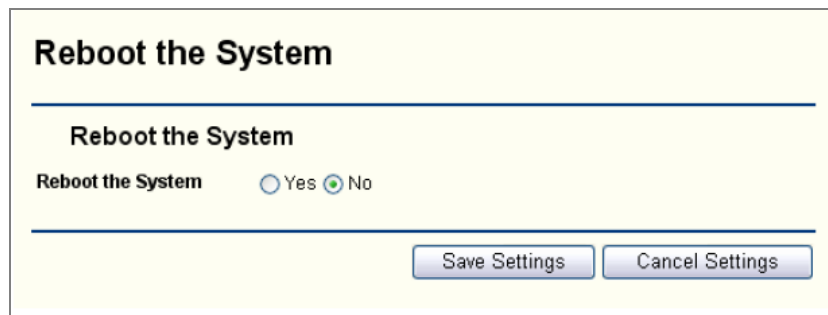 Reboot the System
Reboot the System
Reboot the System Yes No
Save Settings Cancel Settings